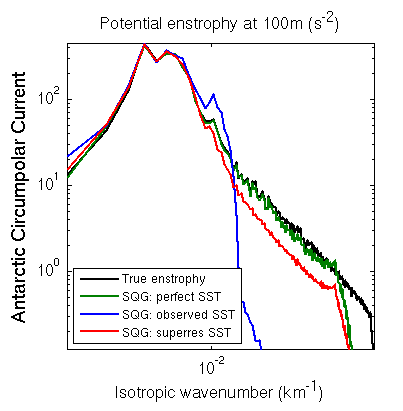 Potential enstrophy at 100m (s⁻²)
Antarctic Circumpolar Current
10²
10¹
10⁰
True enstrophy
SQG: perfect SST
SQG: observed SST
SQG: superres SST
10⁻²
Isotropic wavenumber (km⁻¹)